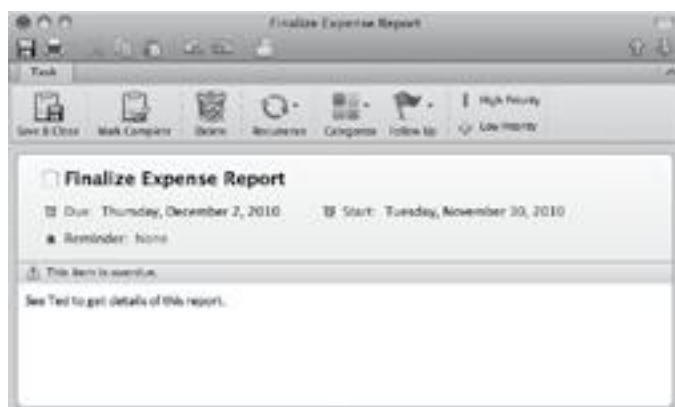 Finalize Expense Report
Task
Save & Close Mark Complete Delete Recurrence Categorize Follow Up High Priority
Low Priority
Finalize Expense Report
Due: Thursday, December 2, 2010 Start: Tuesday, November 30, 2010
Reminder: None
This item is overdue.
See Ted to get details of this report.